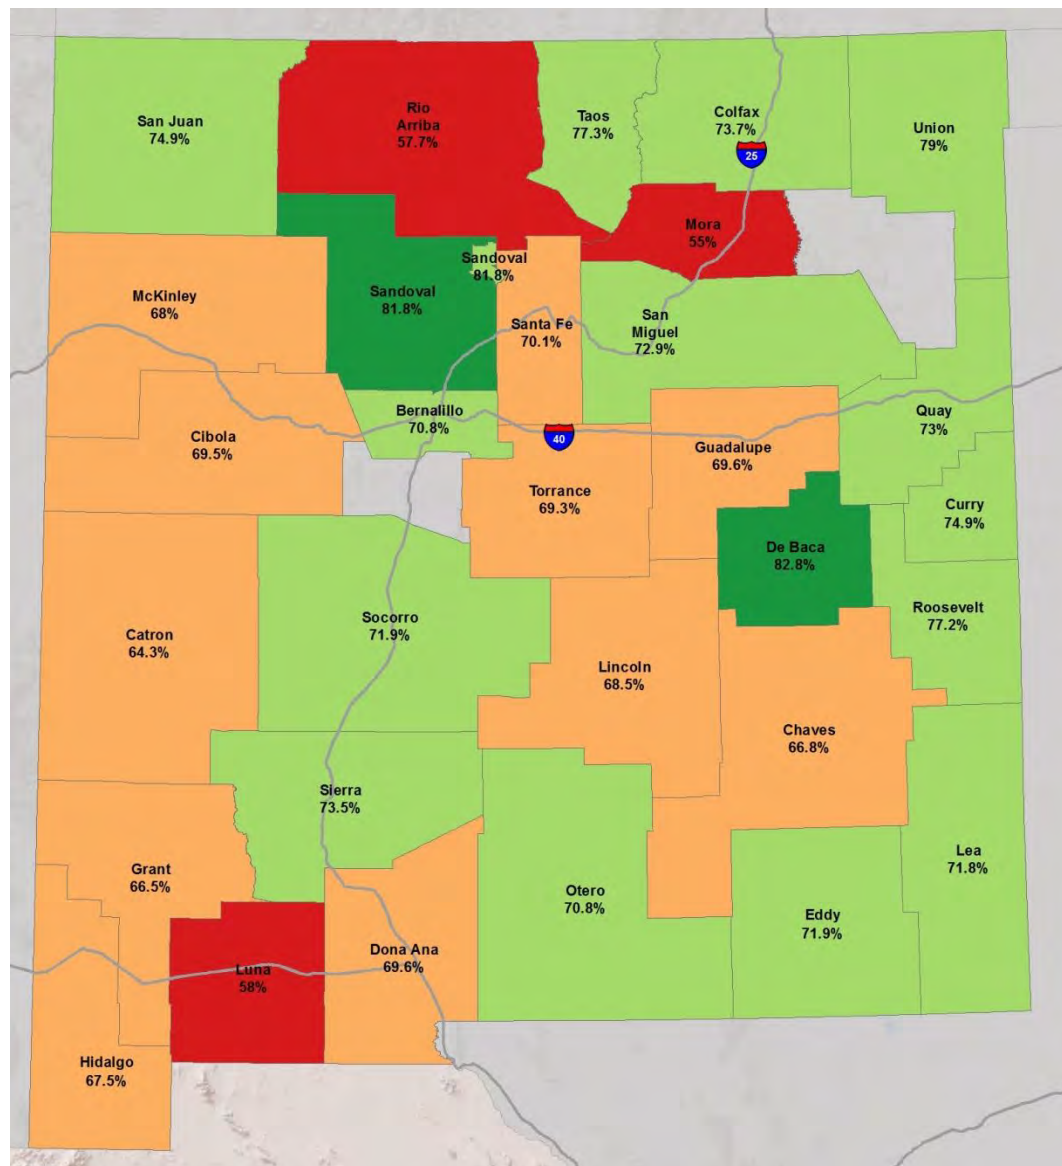 San Juan
74.9%
Rio
Arriba
57.7%
Taos
77.3%
Colfax
73.7%
Union
79%
25
Mora
55%
Sandoval
81.8%
McKinley
68%
Sandoval
81.8%
Santa Fe
70.1%
San
Miguel
72.9%
Bernalillo
70.8%
Cibola
69.5%
40
Guadalupe
69.6%
Quay
73%
Torrance
69.3%
Curry
74.9%
De Baca
82.8%
Roosevelt
77.2%
Catron
64.3%
Socorro
71.9%
Lincoln
68.5%
Chaves
66.8%
Sierra
73.5%
Grant
66.5%
Otero
70.8%
Lea
71.8%
Eddy
71.9%
Luna
58%
Dona Ana
69.6%
Hidalgo
67.5%